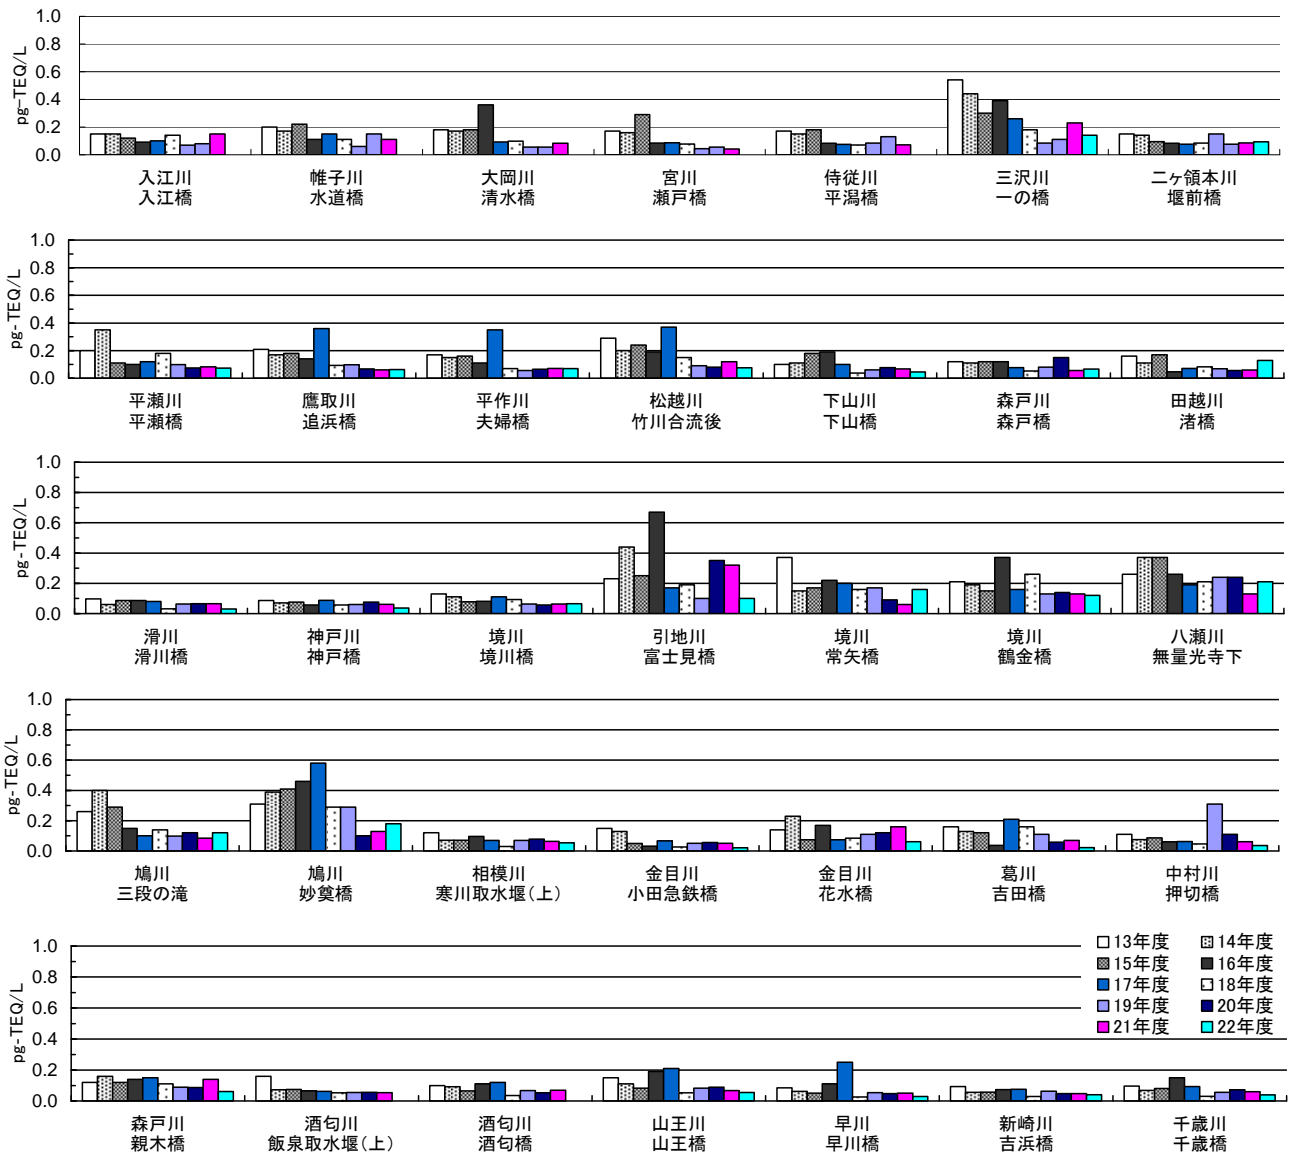 1.0
0.8
0.6
0.4
0.2
0.0
pg-TEQ/L
入江川 帷子川 大岡川 宮川 侍従川 三沢川 二ヶ領本川
入江橋 水道橋 清水橋 瀬戸橋 平潟橋 一の橋 堰前橋
1.0
0.8
0.6
0.4
0.2
0.0
pg-TEQ/L
平瀬川 鷹取川 平作川 松越川 下山川 森戸川 田越川
平瀬橋 追浜橋 夫婦橋 竹川合流後 下山橋 森戸橋 渚橋
1.0
0.8
0.6
0.4
0.2
0.0
pg-TEQ/L
滑川 神戸川 境川 引地川 境川 境川 八瀬川
滑川橋 神戸橋 境川橋 富士見橋 常矢橋 鶴金橋 無量光寺下
1.0
0.8
0.6
0.4
0.2
0.0
pg-TEQ/L
鳩川 鳩川 相模川 金目川 金目川 葛川 中村川
三段の滝 妙奠橋 寒川取水堰(上) 小田急鉄橋 花水橋 吉田橋 押切橋
1.0
0.8
0.6
0.4
0.2
0.0
pg-TEQ/L
13年度 14年度
15年度 16年度
17年度 18年度
19年度 20年度
21年度 22年度
森戸川 酒匂川 酒匂川 山王川 早川 新崎川 千歳川
親木橋 飯泉取水堰(上) 酒匂橋 山王橋 早川橋 吉浜橋 千歳橋